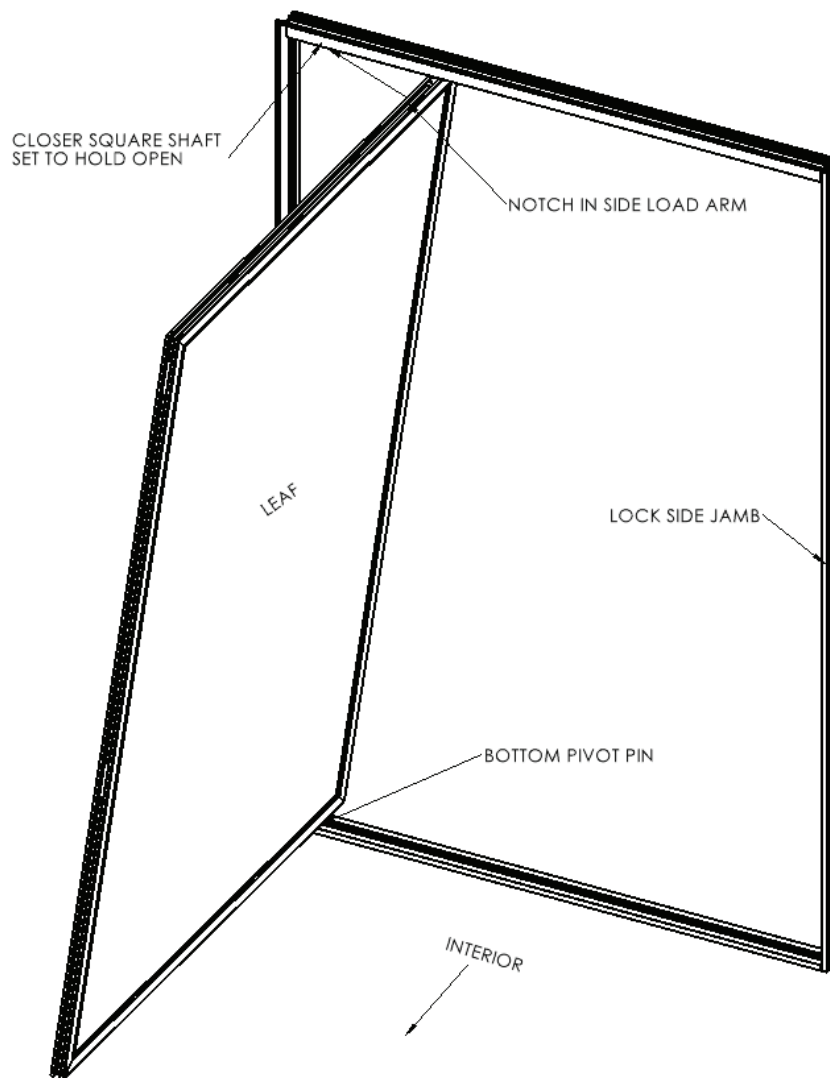 CLOSER SQUARE SHAFT
SET TO HOLD OPEN
NOTCH IN SIDE LOAD ARM
LEAF
LOCK SIDE JAMB
BOTTOM PIVOT PIN
INTERIOR